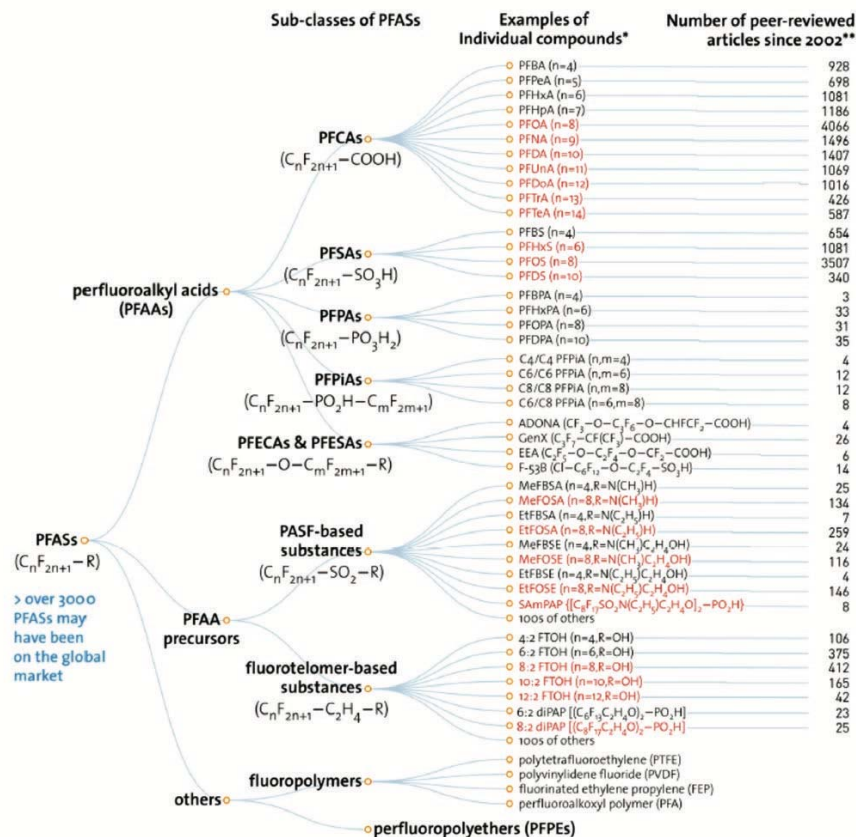 Sub-classes of PFASs
Examples of
Individual compounds*
Number of peer-reviewed
articles since 2002**
PFASs
(CₙF₂ₙ₊₁−R)
> over 3000
PFASs may
have been
on the global
market
perfluoroalkyl acids
(PFAAs)
PFCAs
(CₙF₂ₙ₊₁−COOH)
PFBA (n=4) 928
PFPeA (n=5) 698
PFHxA (n=6) 1081
PFHpA (n=7) 1186
PFOA (n=8) 4066
PFNA (n=9) 1496
PFDA (n=10) 1407
PFUnA (n=11) 1069
PFDoA (n=12) 1016
PFTrA (n=13) 426
PFTeA (n=14) 587
PFSAs
(CₙF₂ₙ₊₁−SO₃H)
PFBS (n=4) 654
PFHxS (n=6) 1081
PFOS (n=8) 3507
PFDS (n=10) 340
PFPAs
(CₙF₂ₙ₊₁−PO₃H₂)
PFBPA (n=4) 3
PFHxPA (n=6) 33
PFOPA (n=8) 31
PFDPA (n=10) 35
PFPiAs
(CₙF₂ₙ₊₁−PO₂H−CₘF₂ₘ₊₁)
C4/C4 PFPiA (n,m=4) 4
C6/C6 PFPiA (n,m=6) 12
C8/C8 PFPiA (n,m=8) 12
C6/C8 PFPiA (n=6,m=8) 8
PFECAs & PFESAs
(CₙF₂ₙ₊₁−O−CₘF₂ₘ₊₁−R)
ADONA (CF₃−O−C₃F₆−O−CHFCF₂−COOH) 4
GenX (C₃F₇−CF(CF₃)−COOH) 26
EEA (C₂F₅−O−C₂F₄−O−CF₂−COOH) 6
F-53B (Cl−C₆F₁₂−O−C₂F₄−SO₃H) 14
PFAA
precursors
PASF-based
substances
(CₙF₂ₙ₊₁−SO₂−R)
MeFBSA (n=4,R=N(CH₃)H) 25
MeFOSA (n=8,R=N(CH₃)H) 134
EtFBSA (n=4,R=N(C₂H₅)H) 7
EtFOSA (n=8,R=N(C₂H₅)H) 259
MeFBSE (n=4,R=N(CH₃)C₂H₄OH) 24
MeFOSE (n=8,R=N(CH₃)C₂H₄OH) 116
EtFBSE (n=4,R=N(C₂H₅)C₂H₄OH) 4
EtFOSE (n=8,R=N(C₂H₅)C₂H₄OH) 146
SAmPAP {[C₈F₁₇SO₂N(C₂H₅)C₂H₄O]₂−PO₂H} 8
100s of others
fluorotelomer-based
substances
(CₙF₂ₙ₊₁−C₂H₄−R)
4:2 FTOH (n=4,R=OH) 106
6:2 FTOH (n=6,R=OH) 375
8:2 FTOH (n=8,R=OH) 412
10:2 FTOH (n=10,R=OH) 165
12:2 FTOH (n=12,R=OH) 42
6:2 diPAP [(C₆F₁₃C₂H₄O)₂−PO₂H] 23
8:2 diPAP [(C₈F₁₇C₂H₄O)₂−PO₂H] 25
100s of others
others
fluoropolymers
polytetrafluoroethylene (PTFE)
polyvinylidene fluoride (PVDF)
fluorinated ethylene propylene (FEP)
perfluoroalkoxyl polymer (PFA)
perfluoropolyethers (PFPEs)